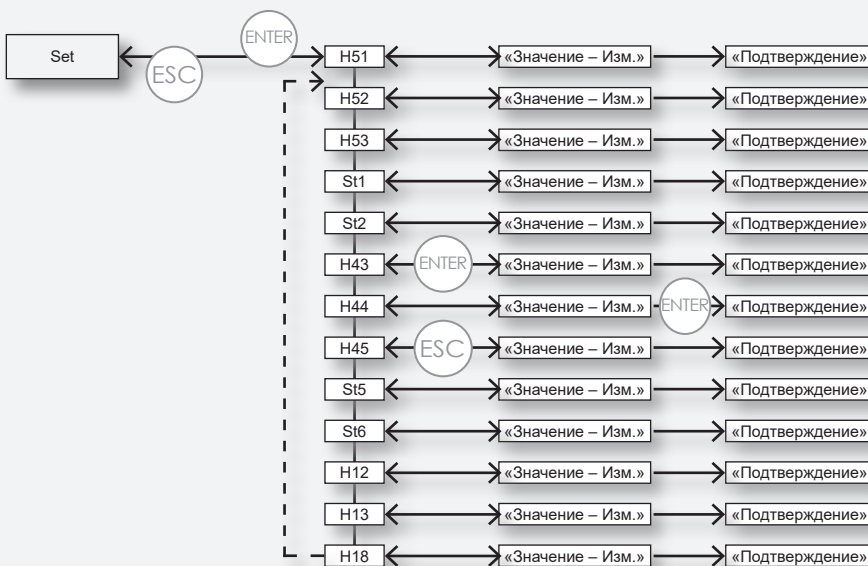 Set
ESC
ENTER
H51 «Значение – Изм.» «Подтверждение»
H52 «Значение – Изм.» «Подтверждение»
H53 «Значение – Изм.» «Подтверждение»
St1 «Значение – Изм.» «Подтверждение»
St2 «Значение – Изм.» «Подтверждение»
H43 ENTER «Значение – Изм.» «Подтверждение»
H44 «Значение – Изм.» ENTER «Подтверждение»
H45 ESC «Значение – Изм.» «Подтверждение»
St5 «Значение – Изм.» «Подтверждение»
St6 «Значение – Изм.» «Подтверждение»
H12 «Значение – Изм.» «Подтверждение»
H13 «Значение – Изм.» «Подтверждение»
H18 «Значение – Изм.» «Подтверждение»